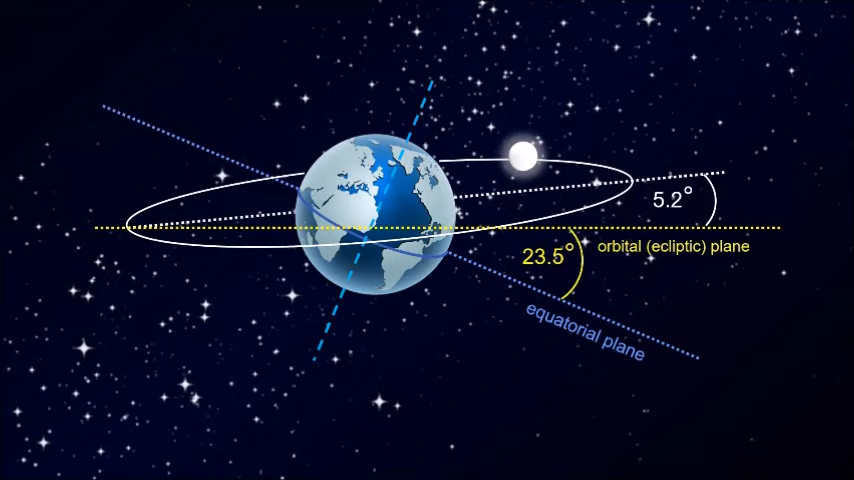 5.2°
23.5°
orbital (ecliptic) plane
equatorial plane